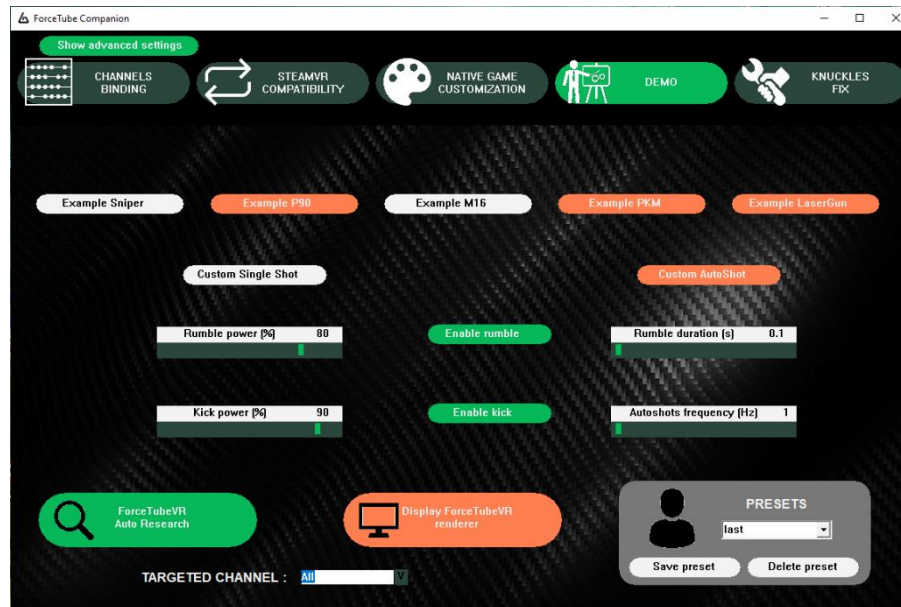 ForceTube Companion
Show advanced settings
CHANNELS
BINDING
STEAMVR
COMPATIBILITY
NATIVE GAME
CUSTOMIZATION
DEMO
KNUCKLES
FIX
Example Sniper
Example P90
Example M16
Example PKM
Example LaserGun
Custom Single Shot
Custom AutoShot
Rumble power (%) 80
Enable rumble
Rumble duration (s) 0.1
Kick power (%) 90
Enable kick
Autoshots frequency (Hz) 1
ForceTubeVR
Auto Research
Display ForceTubeVR
renderer
PRESETS
last
Save preset
Delete preset
TARGETED CHANNEL : All V